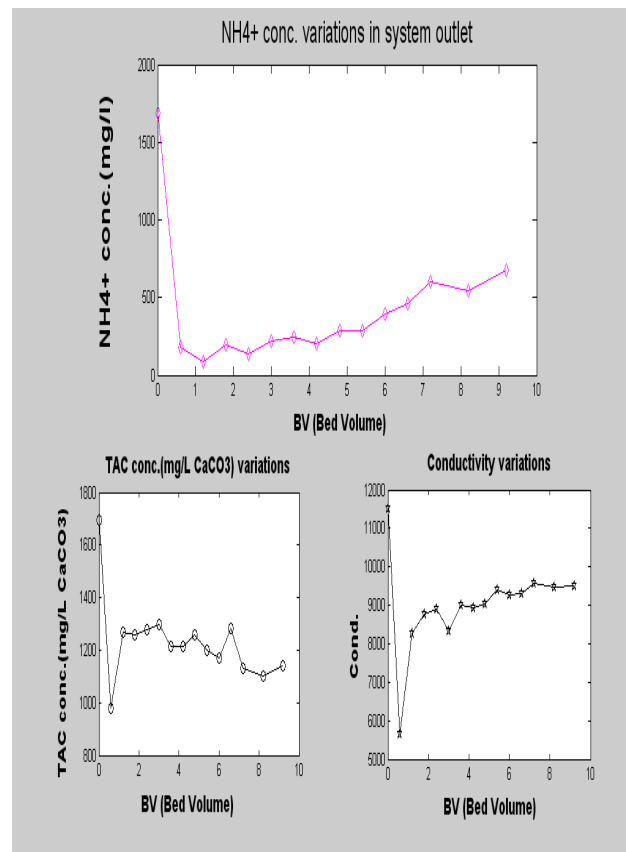 NH4+ conc. variations in system outlet
NH4+ conc.(mg/l)
2000
1500
1000
500
0
0 1 2 3 4 5 6 7 8 9 10
BV (Bed Volume)
TAC conc.(mg/L CaCO3) variations
TAC conc.(mg/L CaCO3)
1800
1600
1400
1200
1000
800
0 2 4 6 8 10
BV (Bed Volume)
Conductivity variations
Cond.
12000
11000
10000
9000
8000
7000
6000
5000
0 2 4 6 8 10
BV (Bed Volume)